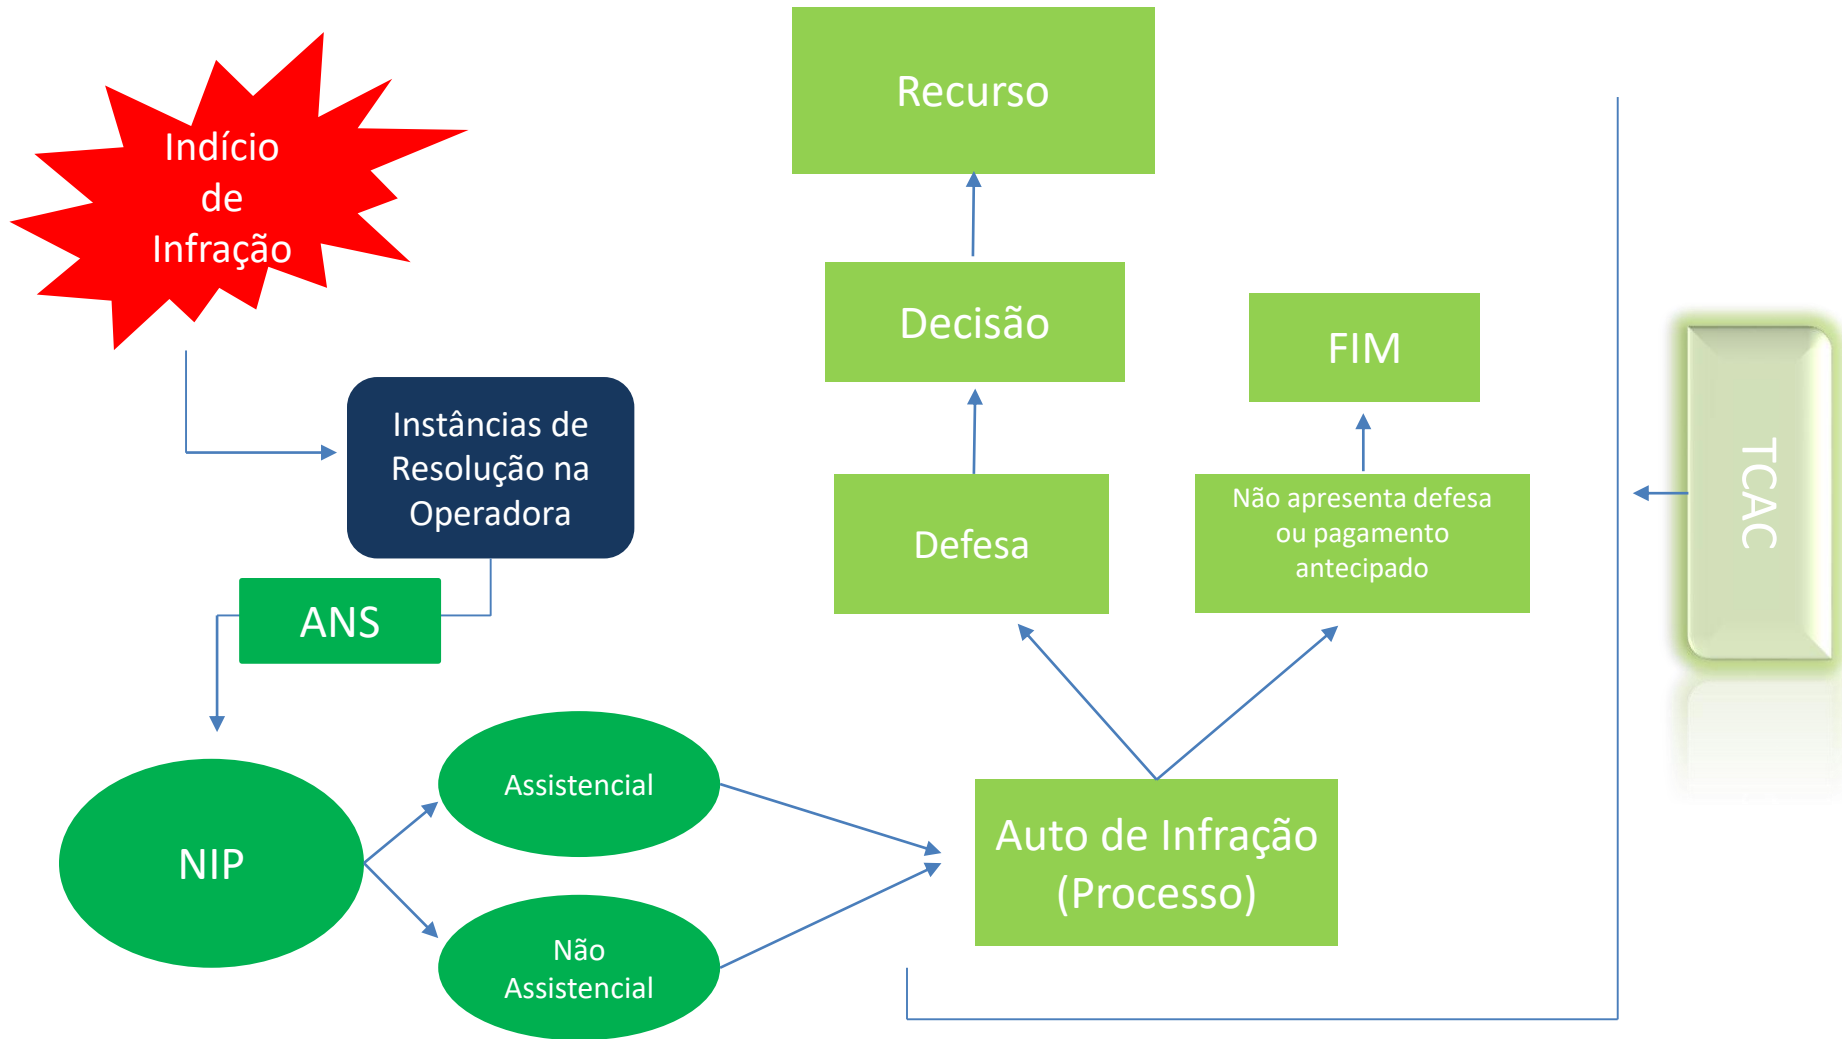 Indício
de
Infração
Instâncias de
Resolução na
Operadora
ANS
NIP
Assistencial
Não
Assistencial
Auto de Infração
(Processo)
Defesa
Decisão
Recurso
Não apresenta defesa
ou pagamento
antecipado
FIM
TCAC